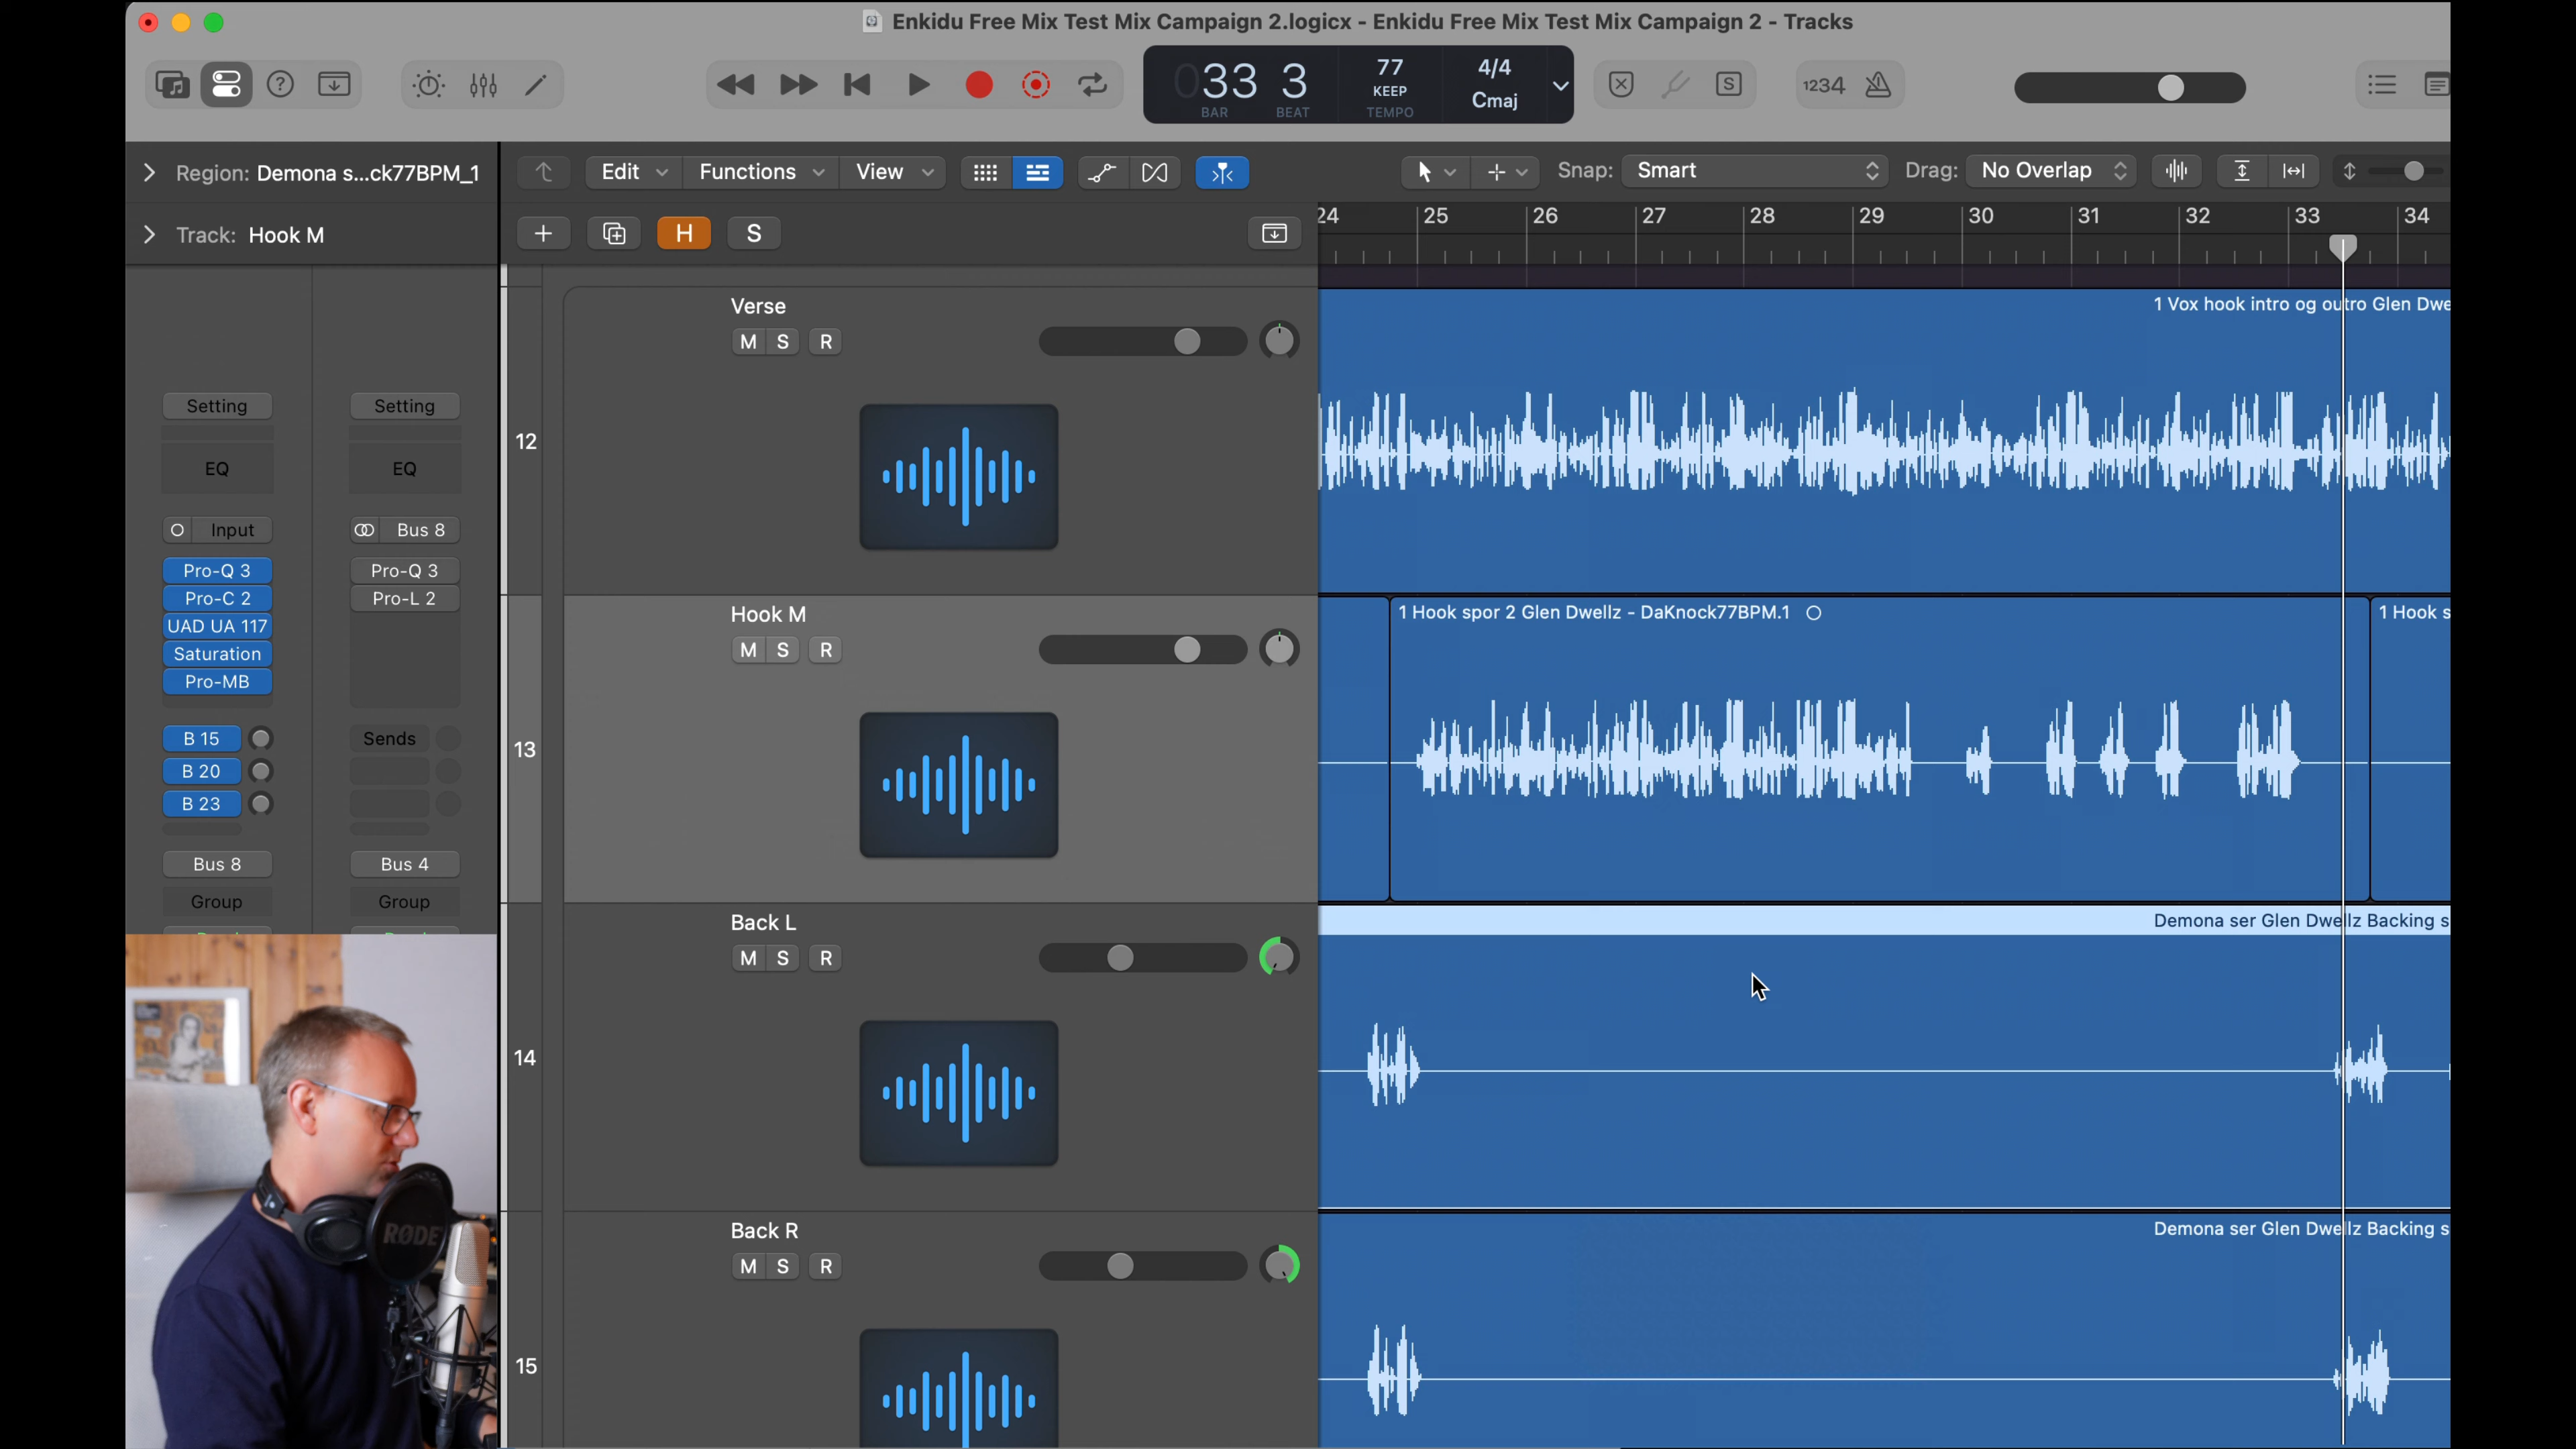 Enkidu Free Mix Test Mix Campaign 2.logicx - Enkidu Free Mix Test Mix Campaign 2 - Tracks
033 3
BAR BEAT
77
KEEP
TEMPO
4/4
Cmaj
S
1234
Region: Demona s...ck77BPM_1
Edit Functions View
Snap: Smart Drag: No Overlap
Track: Hook M
H S
24 25 26 27 28 29 30 31 32 33 34
Setting Setting
EQ EQ
Input Bus 8
Pro-Q 3 Pro-Q 3
Pro-C 2 Pro-L 2
UAD UA 117
Saturation
Pro-MB
B 15 Sends
B 20
B 23
Bus 8 Bus 4
Group Group
12
Verse
M S R
1 Vox hook intro og outro Glen Dwe
13
Hook M
M S R
1 Hook spor 2 Glen Dwellz - DaKnock77BPM.1
1 Hook s
14
Back L
M S R
Demona ser Glen Dwellz Backing s
15
Back R
M S R
Demona ser Glen Dwellz Backing s
RØDE